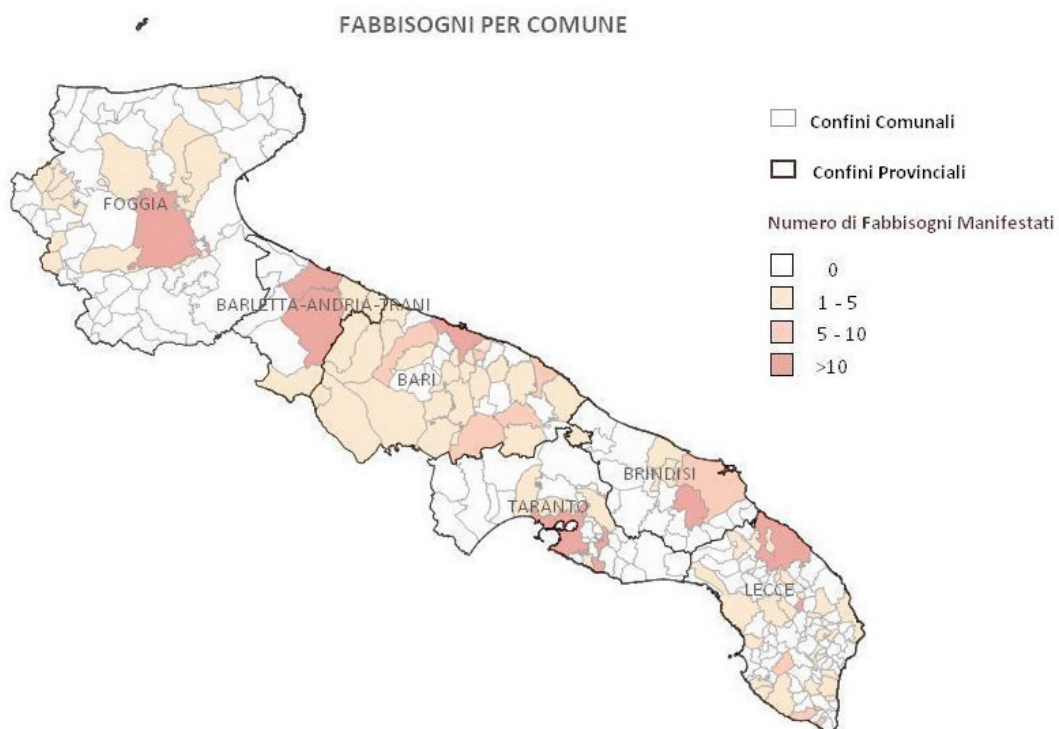 FABBISOGNI PER COMUNE
Confini Comunali
Confini Provinciali
Numero di Fabbisogni Manifestati
0
1 - 5
5 - 10
>10
FOGGIA
BARLETTA-ANDRIA-TRANI
BARI
BRINDISI
TARANTO
LECCE